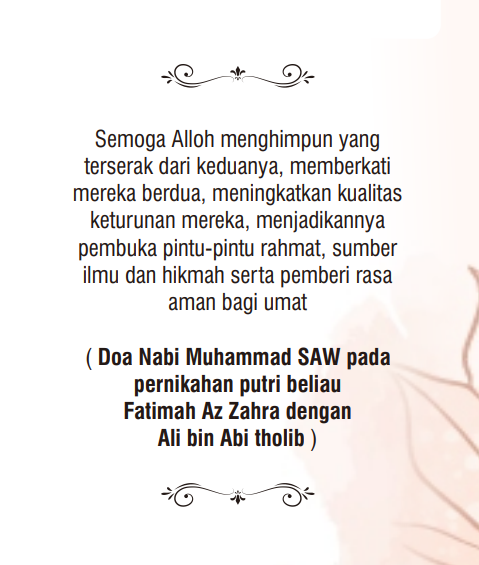 Semoga Alloh menghimpun yang
terserak dari keduanya, memberkati
mereka berdua, meningkatkan kualitas
keturunan mereka, menjadikannya
pembuka pintu-pintu rahmat, sumber
ilmu dan hikmah serta pemberi rasa
aman bagi umat
( Doa Nabi Muhammad SAW pada
pernikahan putri beliau
Fatimah Az Zahra dengan
Ali bin Abi tholib )